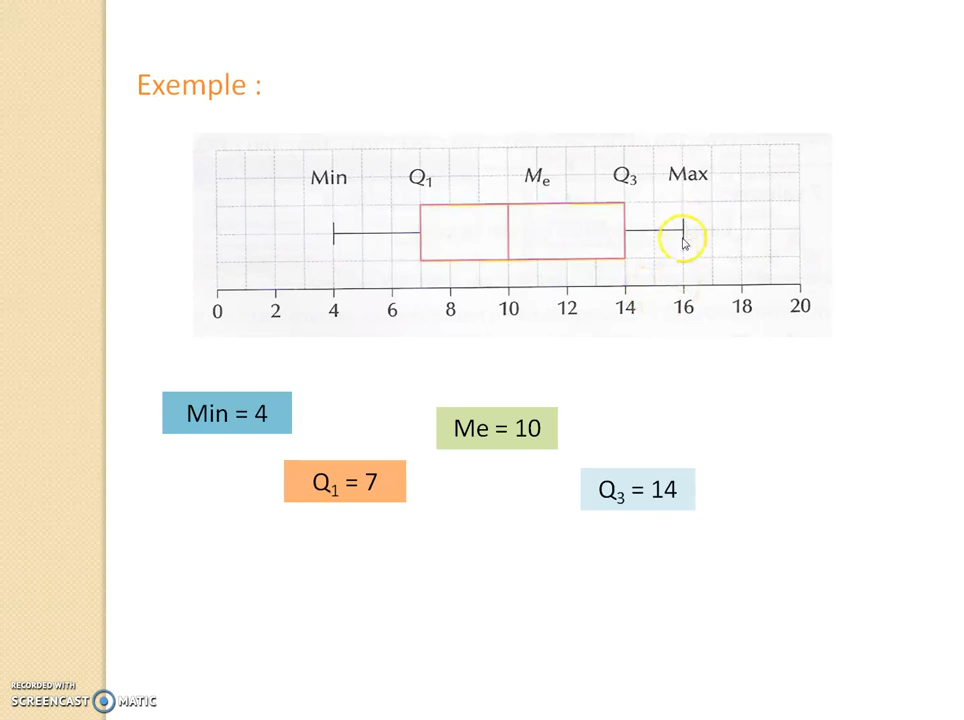 Exemple :
Min Q1 Me Q3 Max
0 2 4 6 8 10 12 14 16 18 20
Min = 4
Me = 10
Q1 = 7
Q3 = 14
RECORDED WITH
SCREENCAST MATIC